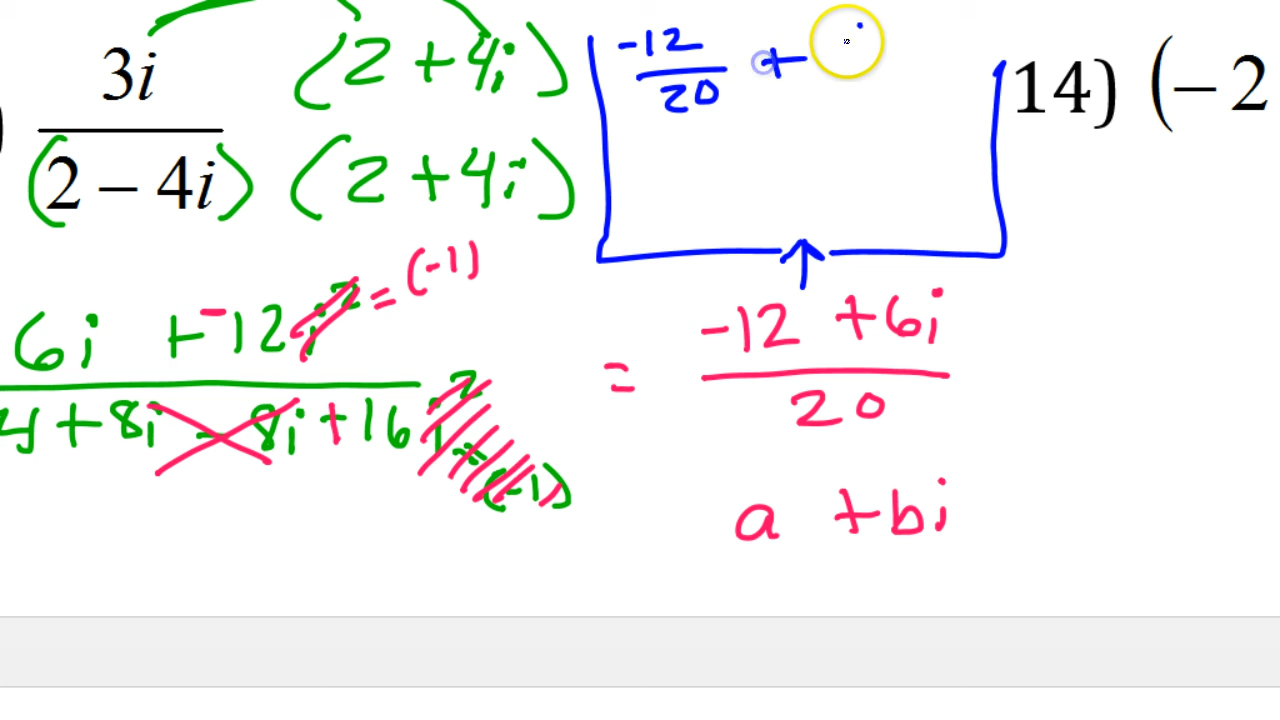 3i (2 + 4i)
(2 − 4i) (2 + 4i)
-12 +
20
14) (− 2
6i + -12i² = (-1)
4 + 8i - 8i + 16i² (-1)
= -12 + 6i
20
a + bi